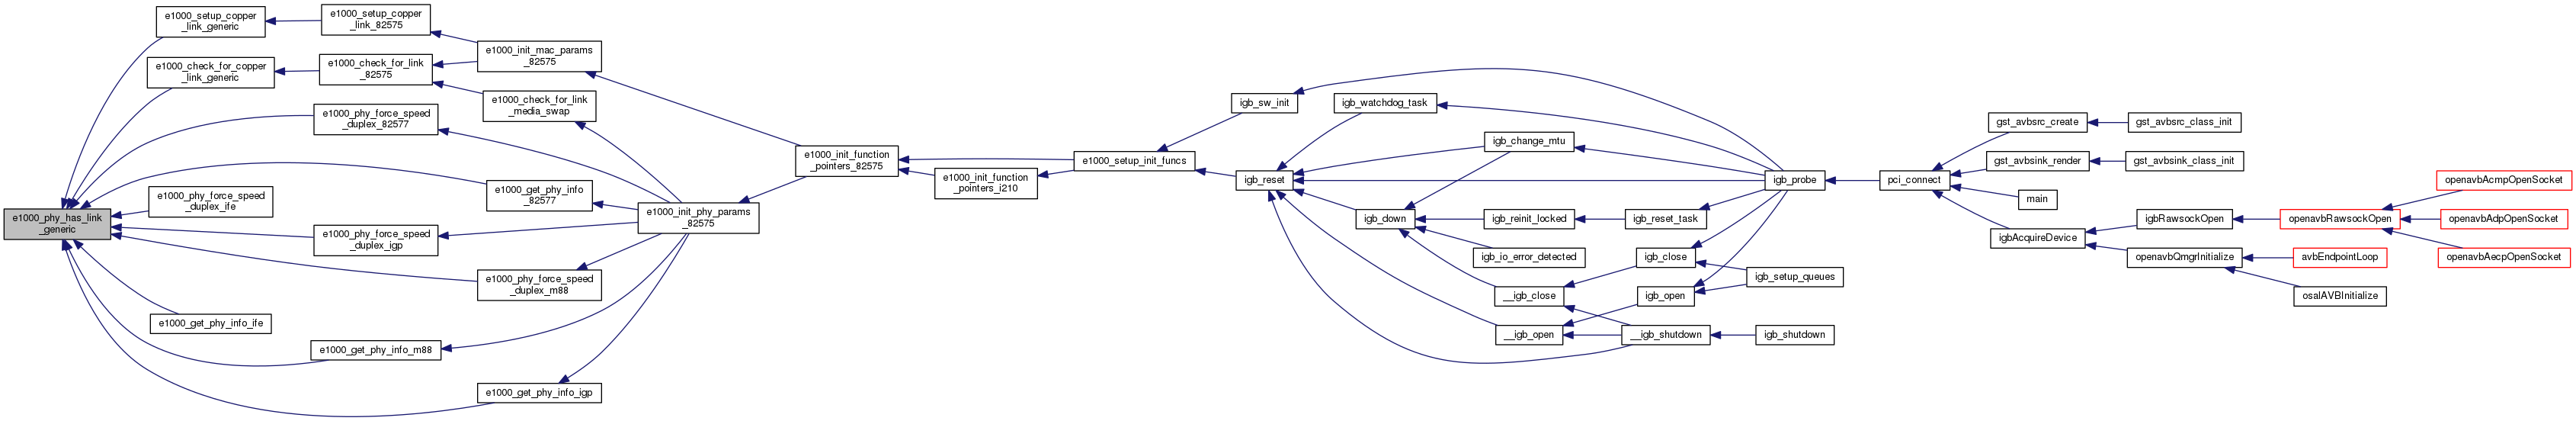 e1000_phy_has_link
_generic
e1000_setup_copper
_link_generic
e1000_check_for_copper
_link_generic
e1000_phy_force_speed
_duplex_ife
e1000_get_phy_info_ife
e1000_setup_copper
_link_82575
e1000_check_for_link
_82575
e1000_phy_force_speed
_duplex_82577
e1000_phy_force_speed
_duplex_igp
e1000_get_phy_info_m88
e1000_init_mac_params
_82575
e1000_check_for_link
_media_swap
e1000_get_phy_info
_82577
e1000_phy_force_speed
_duplex_m88
e1000_get_phy_info_igp
e1000_init_phy_params
_82575
e1000_init_function
_pointers_82575
e1000_init_function
_pointers_i210
e1000_setup_init_funcs
igb_sw_init
igb_reset
igb_watchdog_task
igb_down
igb_change_mtu
igb_reinit_locked
igb_io_error_detected
__igb_close
__igb_open
igb_reset_task
igb_close
igb_open
__igb_shutdown
igb_probe
igb_setup_queues
igb_shutdown
pci_connect
gst_avbsrc_create
gst_avbsink_render
main
igbAcquireDevice
gst_avbsrc_class_init
gst_avbsink_class_init
igbRawsockOpen
openavbQmgrInitialize
openavbRawsockOpen
avbEndpointLoop
osalAVBInitialize
openavbAcmpOpenSocket
openavbAdpOpenSocket
openavbAecpOpenSocket